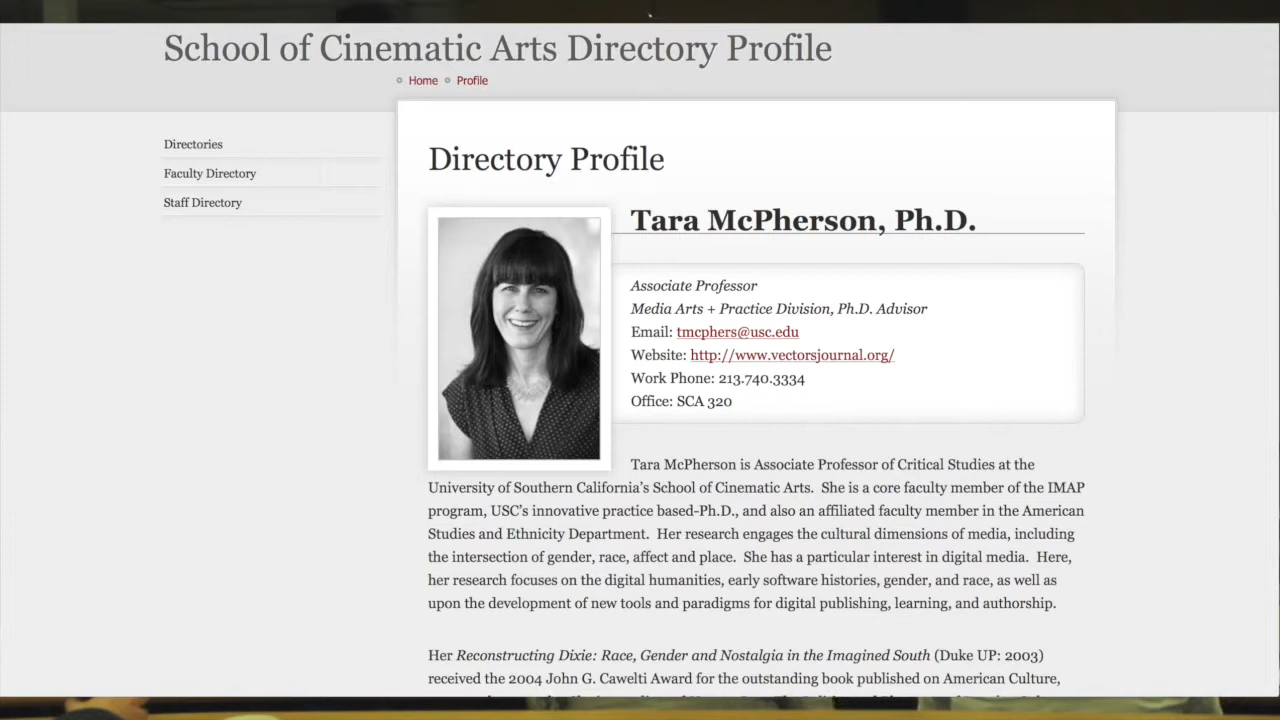 School of Cinematic Arts Directory Profile
Home Profile
Directories
Faculty Directory
Staff Directory
Directory Profile
Tara McPherson, Ph.D.
Associate Professor
Media Arts + Practice Division, Ph.D. Advisor
Email: tmcphers@usc.edu
Website: http://www.vectorsjournal.org/
Work Phone: 213.740.3334
Office: SCA 320
Tara McPherson is Associate Professor of Critical Studies at the
University of Southern California's School of Cinematic Arts. She is a core faculty member of the IMAP
program, USC's innovative practice based-Ph.D., and also an affiliated faculty member in the American
Studies and Ethnicity Department. Her research engages the cultural dimensions of media, including
the intersection of gender, race, affect and place. She has a particular interest in digital media. Here,
her research focuses on the digital humanities, early software histories, gender, and race, as well as
upon the development of new tools and paradigms for digital publishing, learning, and authorship.
Her Reconstructing Dixie: Race, Gender and Nostalgia in the Imagined South (Duke UP: 2003)
received the 2004 John G. Cawelti Award for the outstanding book published on American Culture,